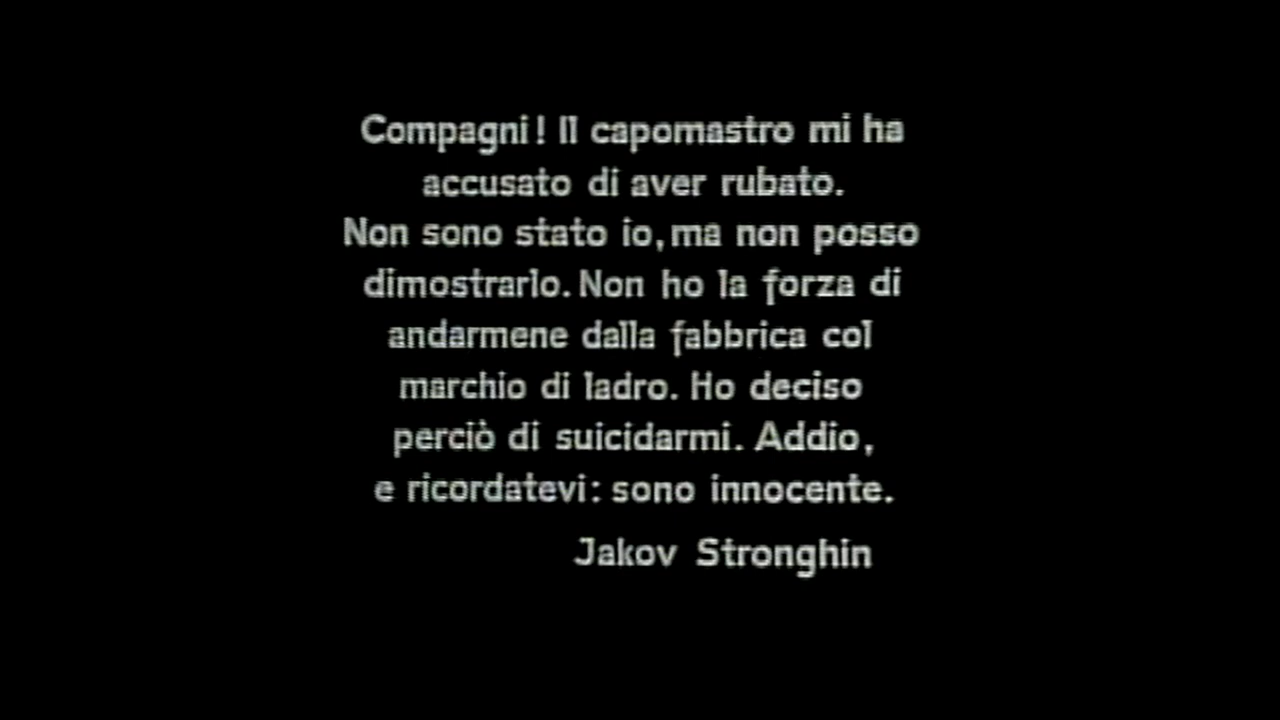 Compagni! Il capomastro mi ha
accusato di aver rubato.
Non sono stato io, ma non posso
dimostrarlo. Non ho la forza di
andarmene dalla fabbrica col
marchio di ladro. Ho deciso
perciò di suicidarmi. Addio,
e ricordatevi: sono innocente.
Jakov Stronghin